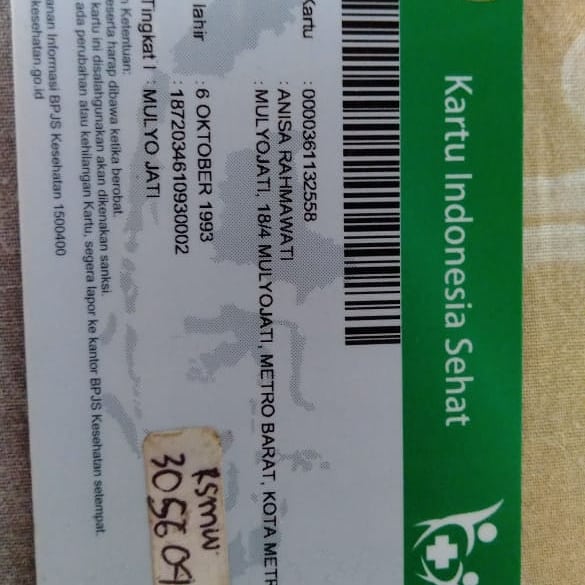 Kartu Indonesia Sehat
Kartu : 0000361132558
: ANISA RAHMAWATI
: MULYOJATI, 18/4 MULYOJATI, METRO BARAT, KOTA METR
lahir : 6 OKTOBER 1993
: 1872034610930002
Tingkat I : MULYO JATI
Ketentuan:
harap dibawa ketika berobat.
kartu ini disalahgunakan akan dikenakan sanksi.
ada perubahan atau kehilangan Kartu, segera lapor ke kantor BPJS Kesehatan setempat.
anan Informasi BPJS Kesehatan 1500400
kesehatan.go.id
RSMW
305604